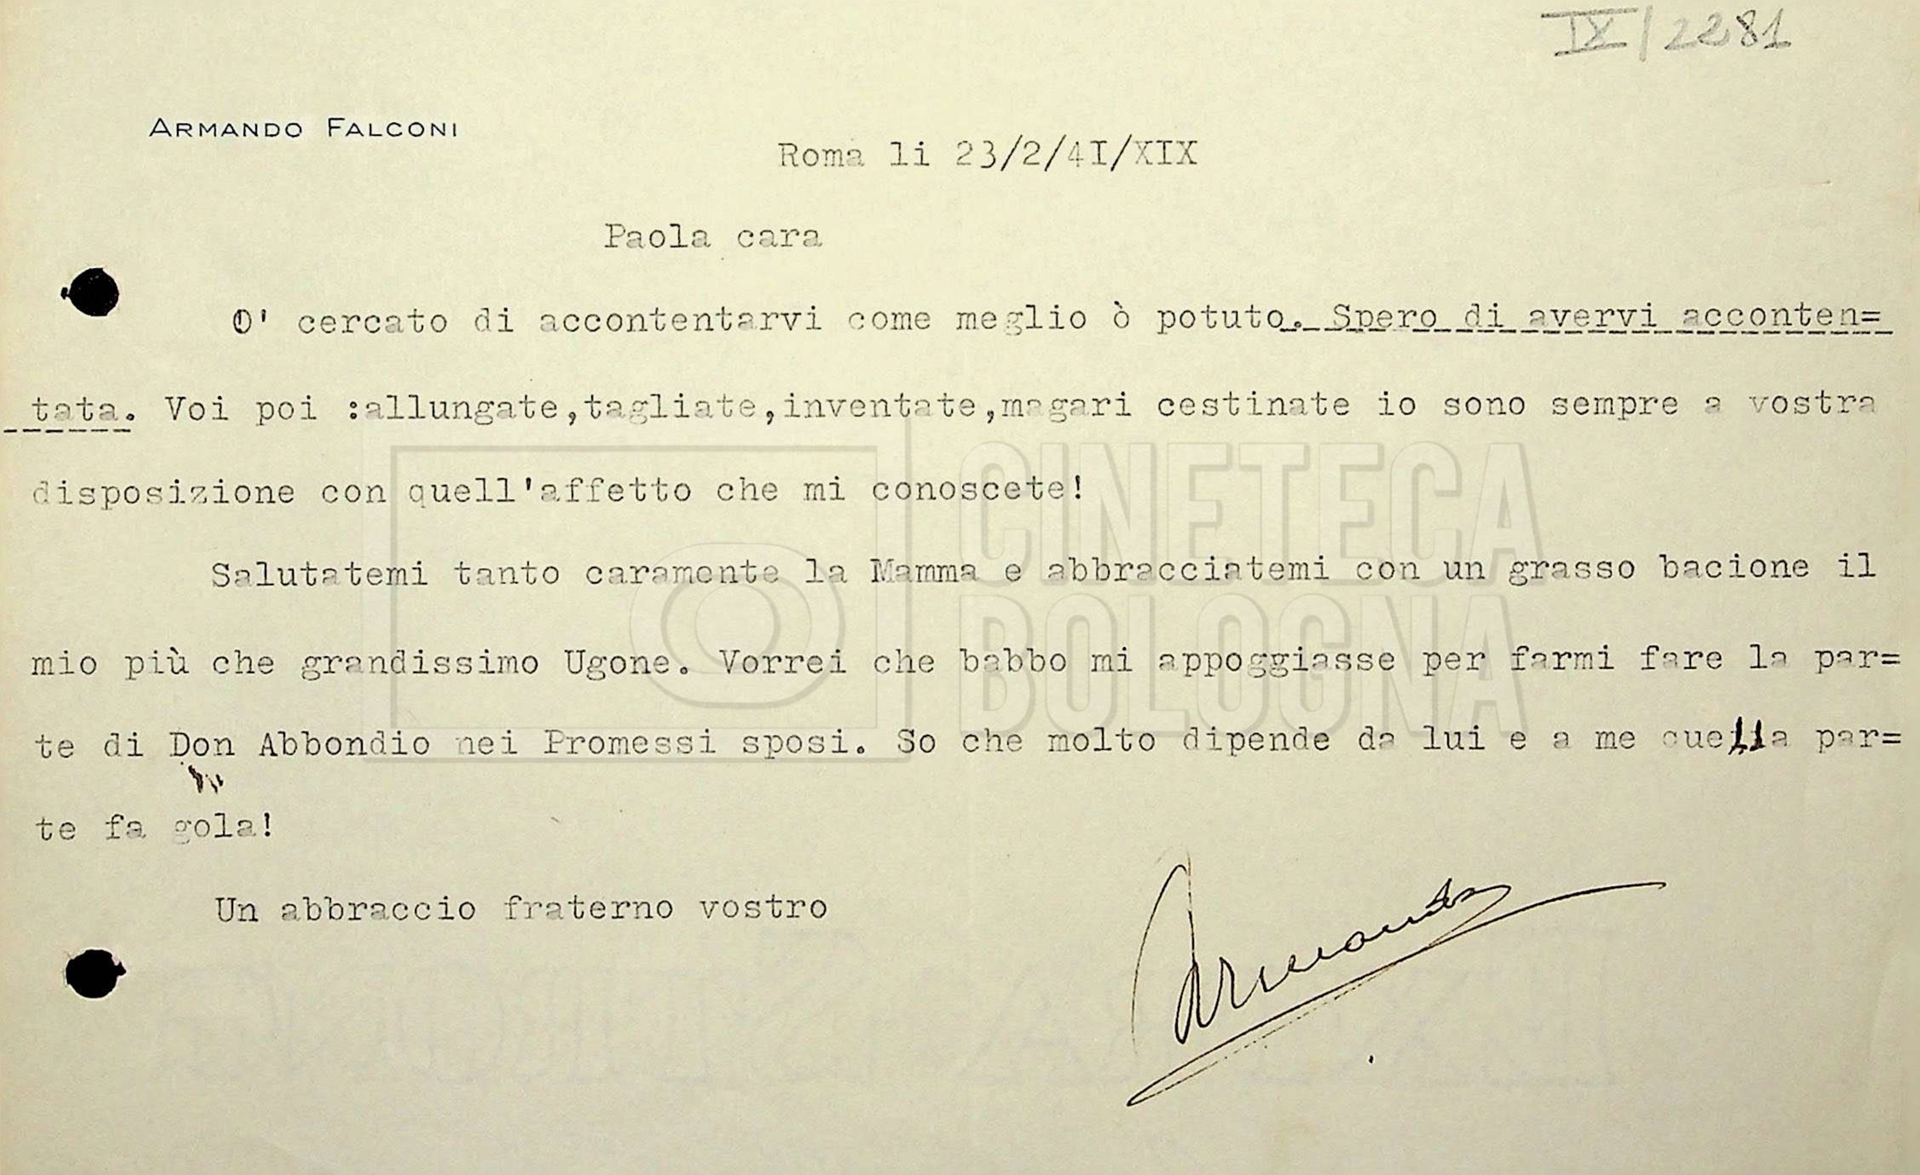 IX/2281
ARMANDO FALCONI
Roma li 23/2/4I/XIX
Paola cara
O' cercato di accontentarvi come meglio ò potuto. Spero di avervi acconten=
tata. Voi poi :allungate,tagliate,inventate,magari cestinate io sono sempre a vostra
disposizione con quell'affetto che mi conoscete!
Salutatemi tanto caramente la Mamma e abbracciatemi con un grasso bacione il
mio più che grandissimo Ugone. Vorrei che babbo mi appoggiasse per farmi fare la par=
te di Don Abbondio nei Promessi sposi. So che molto dipende da lui e a me quella par=
te fa gola!
Un abbraccio fraterno vostro
Armando
CINETECA
BOLOGNA